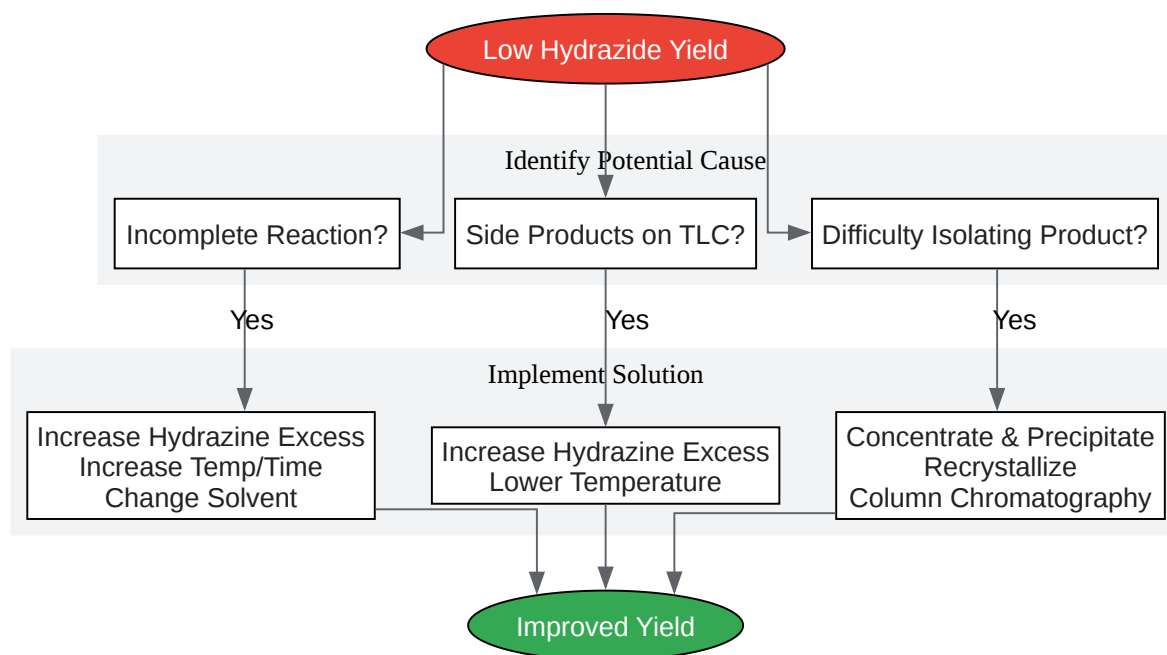 Low Hydrazide Yield
Identify Potential Cause
Incomplete Reaction?
Side Products on TLC?
Difficulty Isolating Product?
Yes
Yes
Yes
Implement Solution
Increase Hydrazine Excess
Increase Temp/Time
Change Solvent
Increase Hydrazine Excess
Lower Temperature
Concentrate & Precipitate
Recrystallize
Column Chromatography
Improved Yield